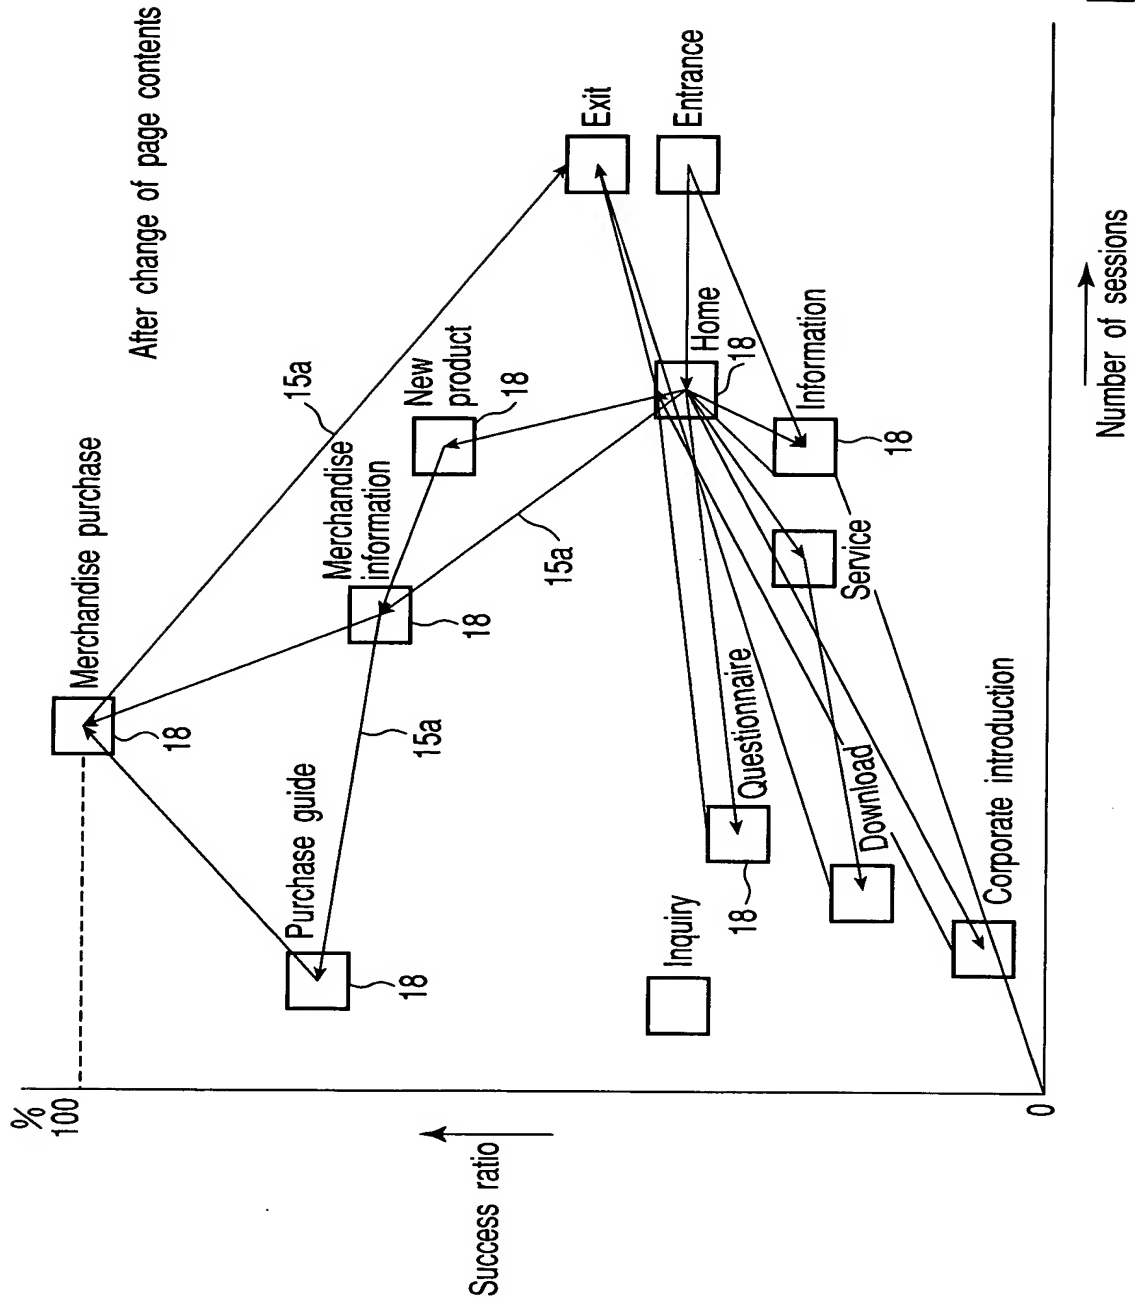 After change of page contents
%
100
Merchandise purchase
18
15a
Exit
Entrance
New
product
18
Merchandise
information
18
Purchase guide
18
15a
15a
Home
18
Information
18
Service
Questionnaire
18
Inquiry
Download
Corporate introduction
0
Success ratio
Number of sessions